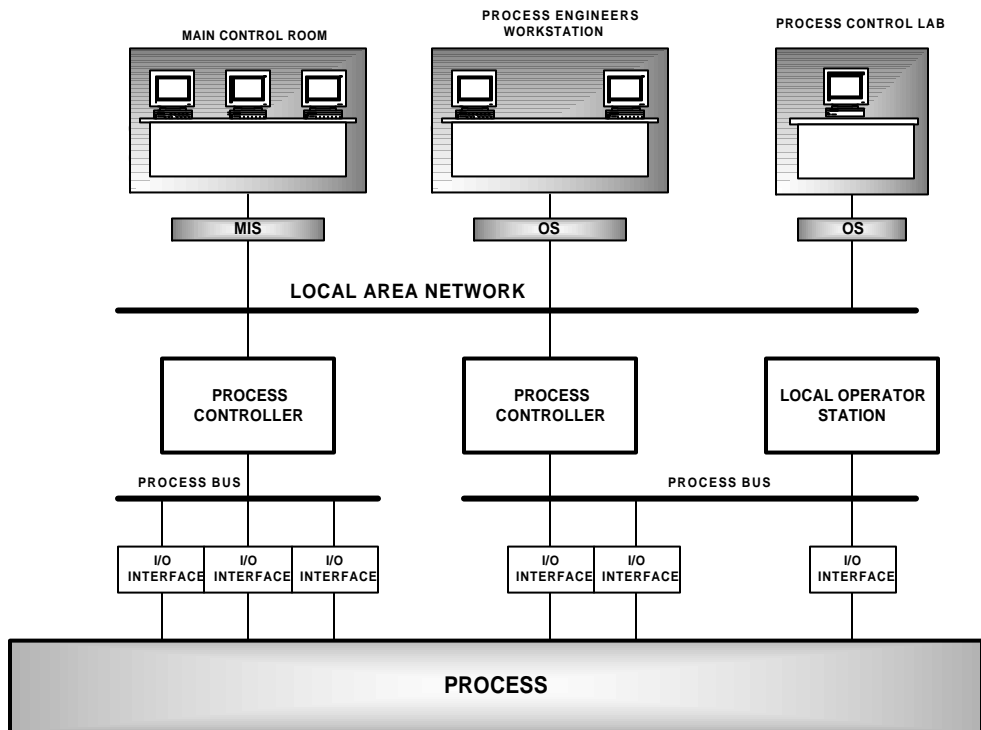 MAIN CONTROL ROOM
PROCESS ENGINEERS
WORKSTATION
PROCESS CONTROL LAB
MIS
OS
OS
LOCAL AREA NETWORK
PROCESS
CONTROLLER
PROCESS
CONTROLLER
LOCAL OPERATOR
STATION
PROCESS BUS
PROCESS BUS
I/O
INTERFACE
I/O
INTERFACE
I/O
INTERFACE
I/O
INTERFACE
I/O
INTERFACE
I/O
INTERFACE
PROCESS